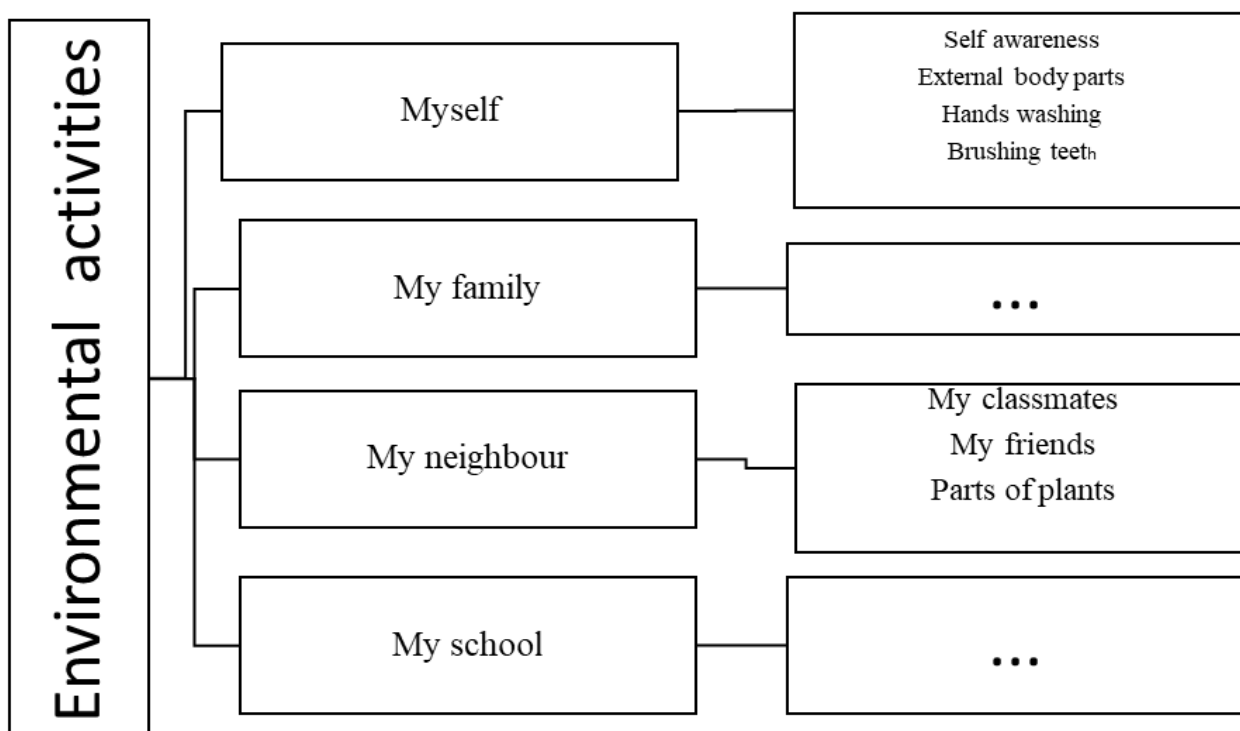 Environmental activities
Myself
Self awareness
External body parts
Hands washing
Brushing teeth
My family
...
My neighbour
My classmates
My friends
Parts of plants
My school
...